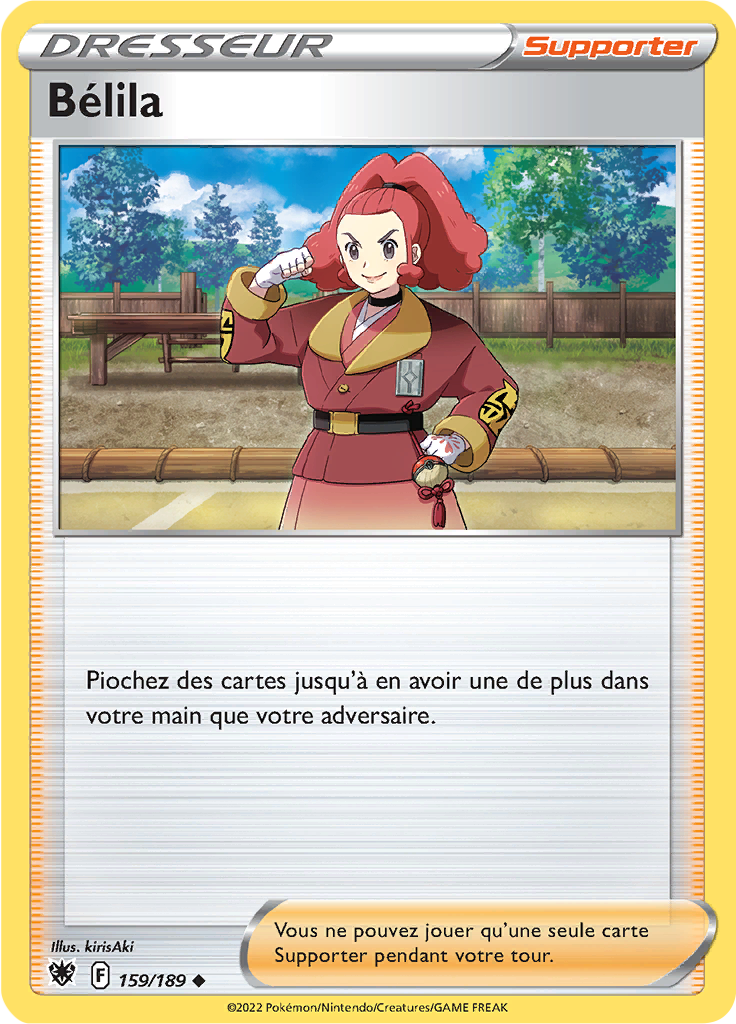 DRESSEUR
Supporter
Bélila
Piochez des cartes jusqu'à en avoir une de plus dans
votre main que votre adversaire.
Vous ne pouvez jouer qu'une seule carte
Supporter pendant votre tour.
Illus. kirisAki
F 159/189
©2022 Pokémon/Nintendo/Creatures/GAME FREAK